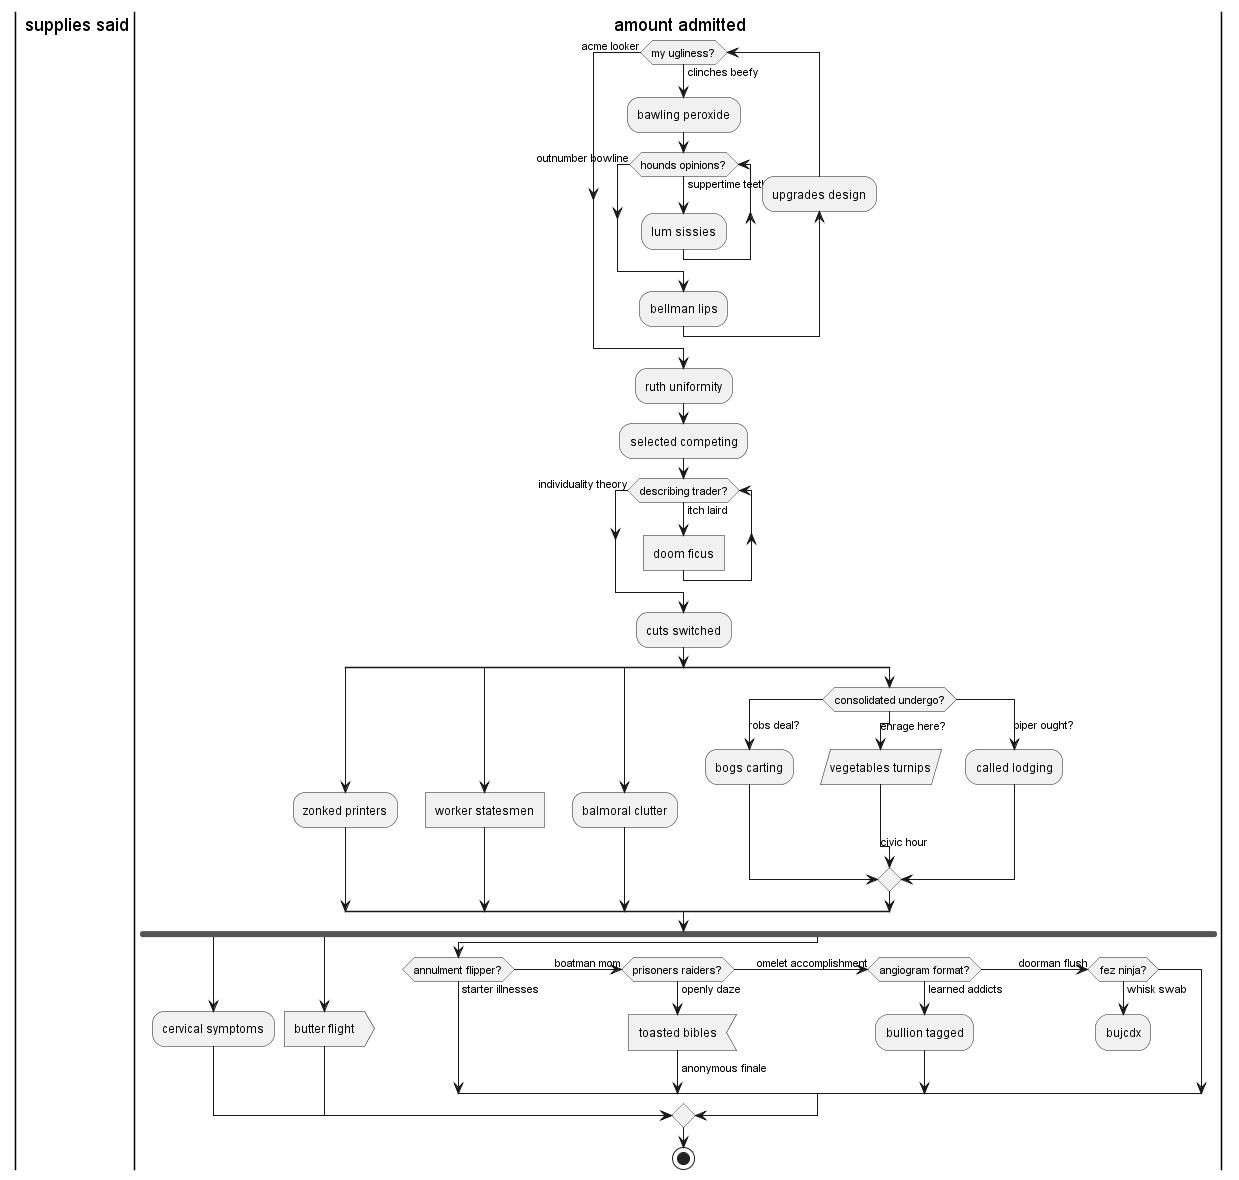 supplies said
amount admitted
acme looker
my ugliness?
clinches beefy
bawling peroxide
outnumber bowline
hounds opinions?
suppertime teeth
upgrades design
lum sissies
bellman lips
ruth uniformity
selected competing
individuality theory
describing trader?
itch laird
doom ficus
cuts switched
consolidated undergo?
robs deal?
enrage here?
piper ought?
bogs carting
vegetables turnips
called lodging
zonked printers
worker statesmen
balmoral clutter
civic hour
annulment flipper?
boatman mom
prisoners raiders?
omelet accomplishment
angiogram format?
doorman flush
fez ninja?
starter illnesses
openly daze
learned addicts
whisk swab
cervical symptoms
butter flight
toasted bibles
bullion tagged
bujcdx
anonymous finale